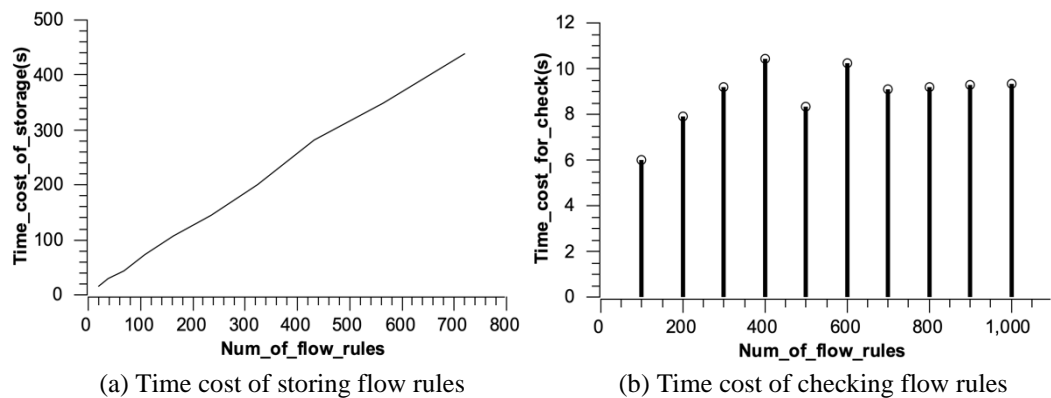 500
400
300
200
100
0
Time_cost_of_storage(s)
0 100 200 300 400 500 600 700 800
Num_of_flow_rules
(a) Time cost of storing flow rules
12
10
8
6
4
2
0
Time_cost_for_check(s)
0 200 400 600 800 1,000
Num_of_flow_rules
(b) Time cost of checking flow rules